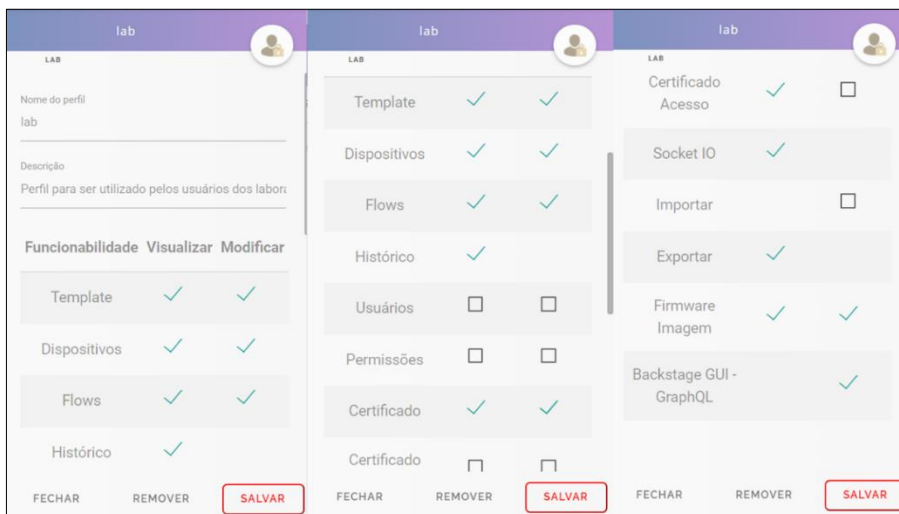 lab
LAB
Nome do perfil
lab
Descrição
Perfil para ser utilizado pelos usuários dos labora
Funcionabilidade Visualizar Modificar
Template
Dispositivos
Flows
Histórico
FECHAR REMOVER SALVAR
lab
LAB
Template
Dispositivos
Flows
Histórico
Usuários
Permissões
Certificado
Certificado
FECHAR REMOVER SALVAR
lab
LAB
Certificado
Acesso
Socket IO
Importar
Exportar
Firmware
Imagem
Backstage GUI -
GraphQL
FECHAR REMOVER SALVAR